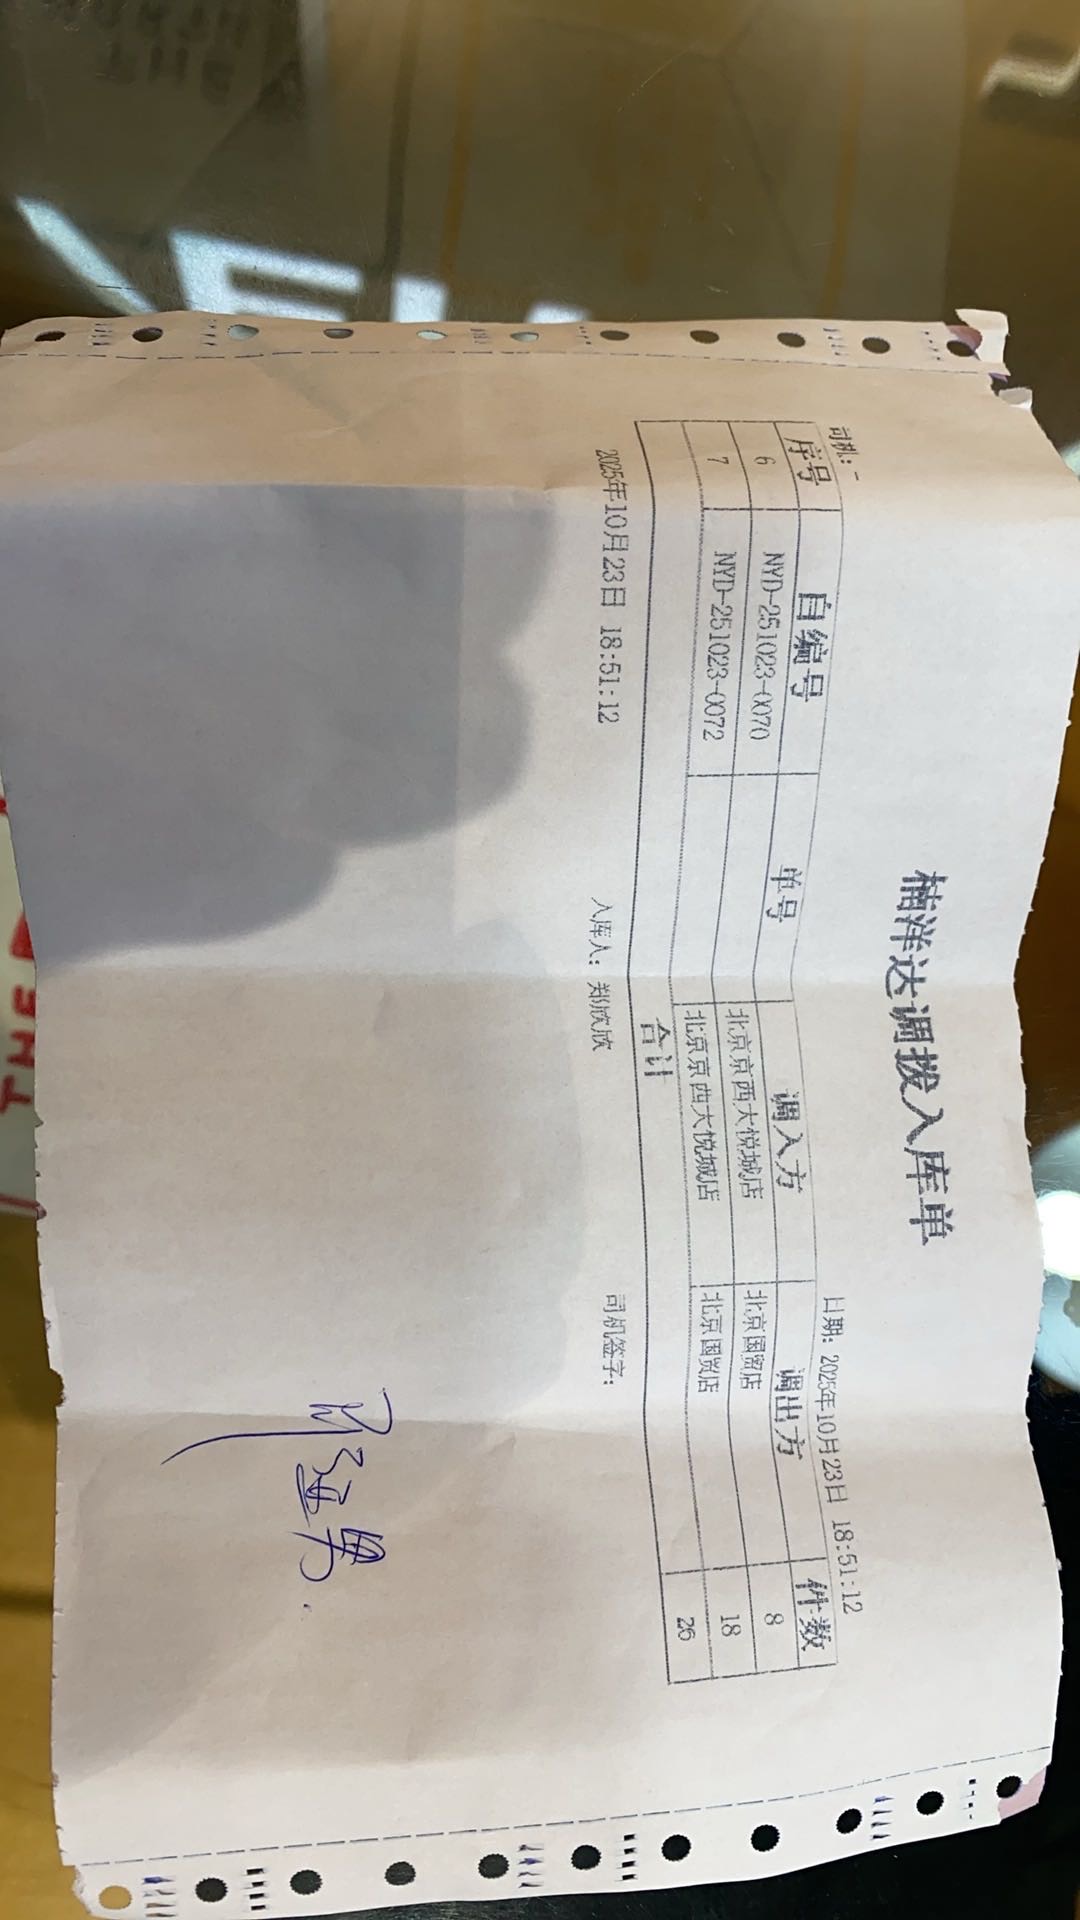 楠洋达调拨入库单
司机：- 日期：2025年10月23日 18:51:12
序号 自编号 单号 调入方 调出方 件数
6 NYD-251023-0070 北京京西大悦城店 北京国贸店 8
7 NYD-251023-0072 北京京西大悦城店 北京国贸店 18
合计 26
2025年10月23日 18:51:12 入库人：郑欣欣 司机签字：
THE